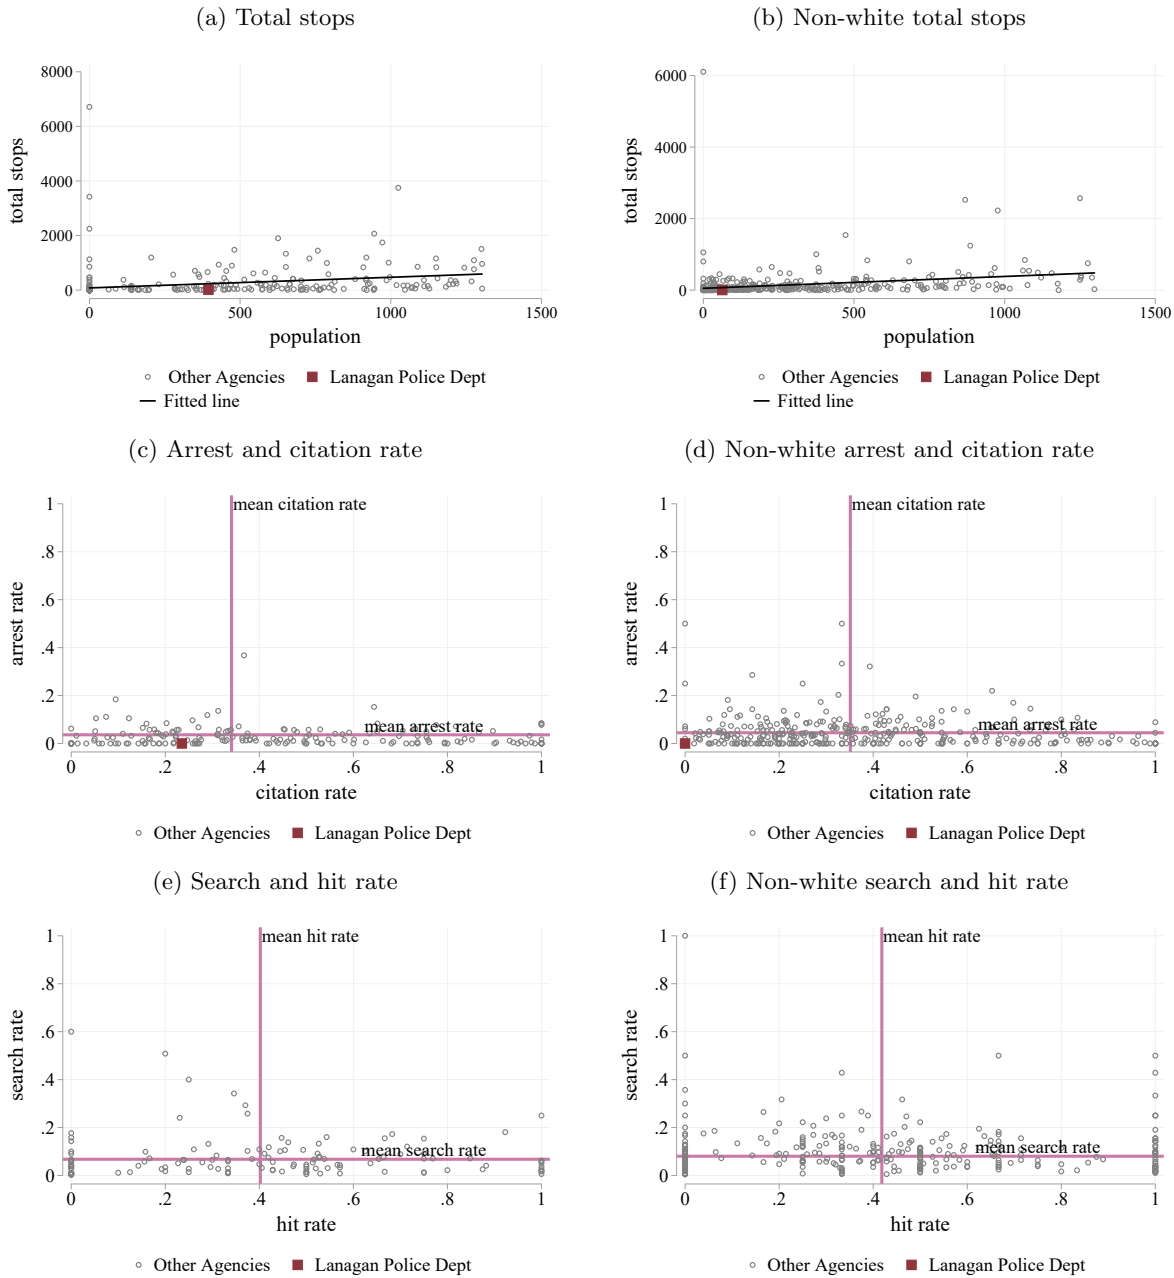 (a) Total stops
8000
6000
4000
2000
0
total stops
0 500 1000 1500
population
Other Agencies Lanagan Police Dept
Fitted line
(b) Non-white total stops
6000
4000
2000
0
total stops
0 500 1000 1500
population
Other Agencies Lanagan Police Dept
Fitted line
(c) Arrest and citation rate
1
.8
.6
.4
.2
0
arrest rate
mean citation rate
mean arrest rate
0 .2 .4 .6 .8 1
citation rate
Other Agencies Lanagan Police Dept
(d) Non-white arrest and citation rate
1
.8
.6
.4
.2
0
arrest rate
mean citation rate
mean arrest rate
0 .2 .4 .6 .8 1
citation rate
Other Agencies Lanagan Police Dept
(e) Search and hit rate
1
.8
.6
.4
.2
0
search rate
mean hit rate
mean search rate
0 .2 .4 .6 .8 1
hit rate
Other Agencies Lanagan Police Dept
(f) Non-white search and hit rate
1
.8
.6
.4
.2
0
search rate
mean hit rate
mean search rate
0 .2 .4 .6 .8 1
hit rate
Other Agencies Lanagan Police Dept